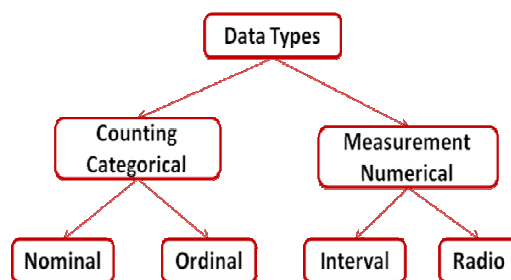 Data Types
Counting
Categorical
Measurement
Numerical
Nominal
Ordinal
Interval
Radio